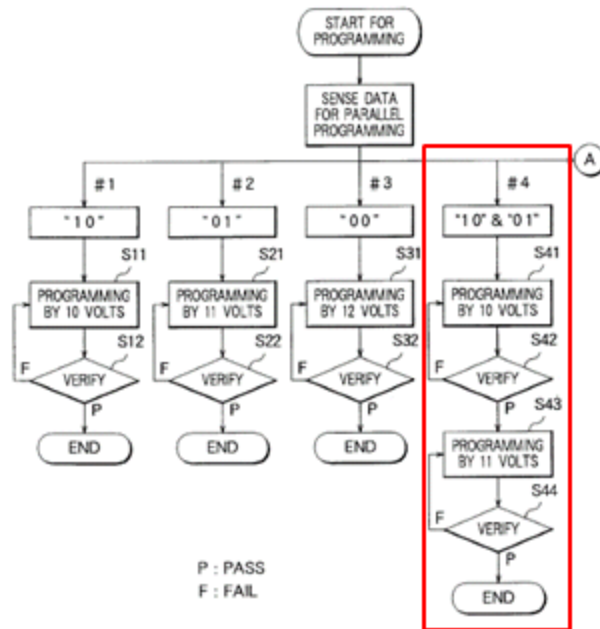 START FOR
PROGRAMMING
SENSE DATA
FOR PARALLEL
PROGRAMMING
A
#1
#2
#3
#4
"10"
"01"
"00"
"10" & "01"
S11
S21
S31
S41
PROGRAMMING
BY 10 VOLTS
PROGRAMMING
BY 11 VOLTS
PROGRAMMING
BY 12 VOLTS
PROGRAMMING
BY 10 VOLTS
S12
S22
S32
S42
F
VERIFY
F
VERIFY
F
VERIFY
F
VERIFY
P
P
P
P
S43
END
END
END
PROGRAMMING
BY 11 VOLTS
S44
F
VERIFY
P
END
P : PASS
F : FAIL